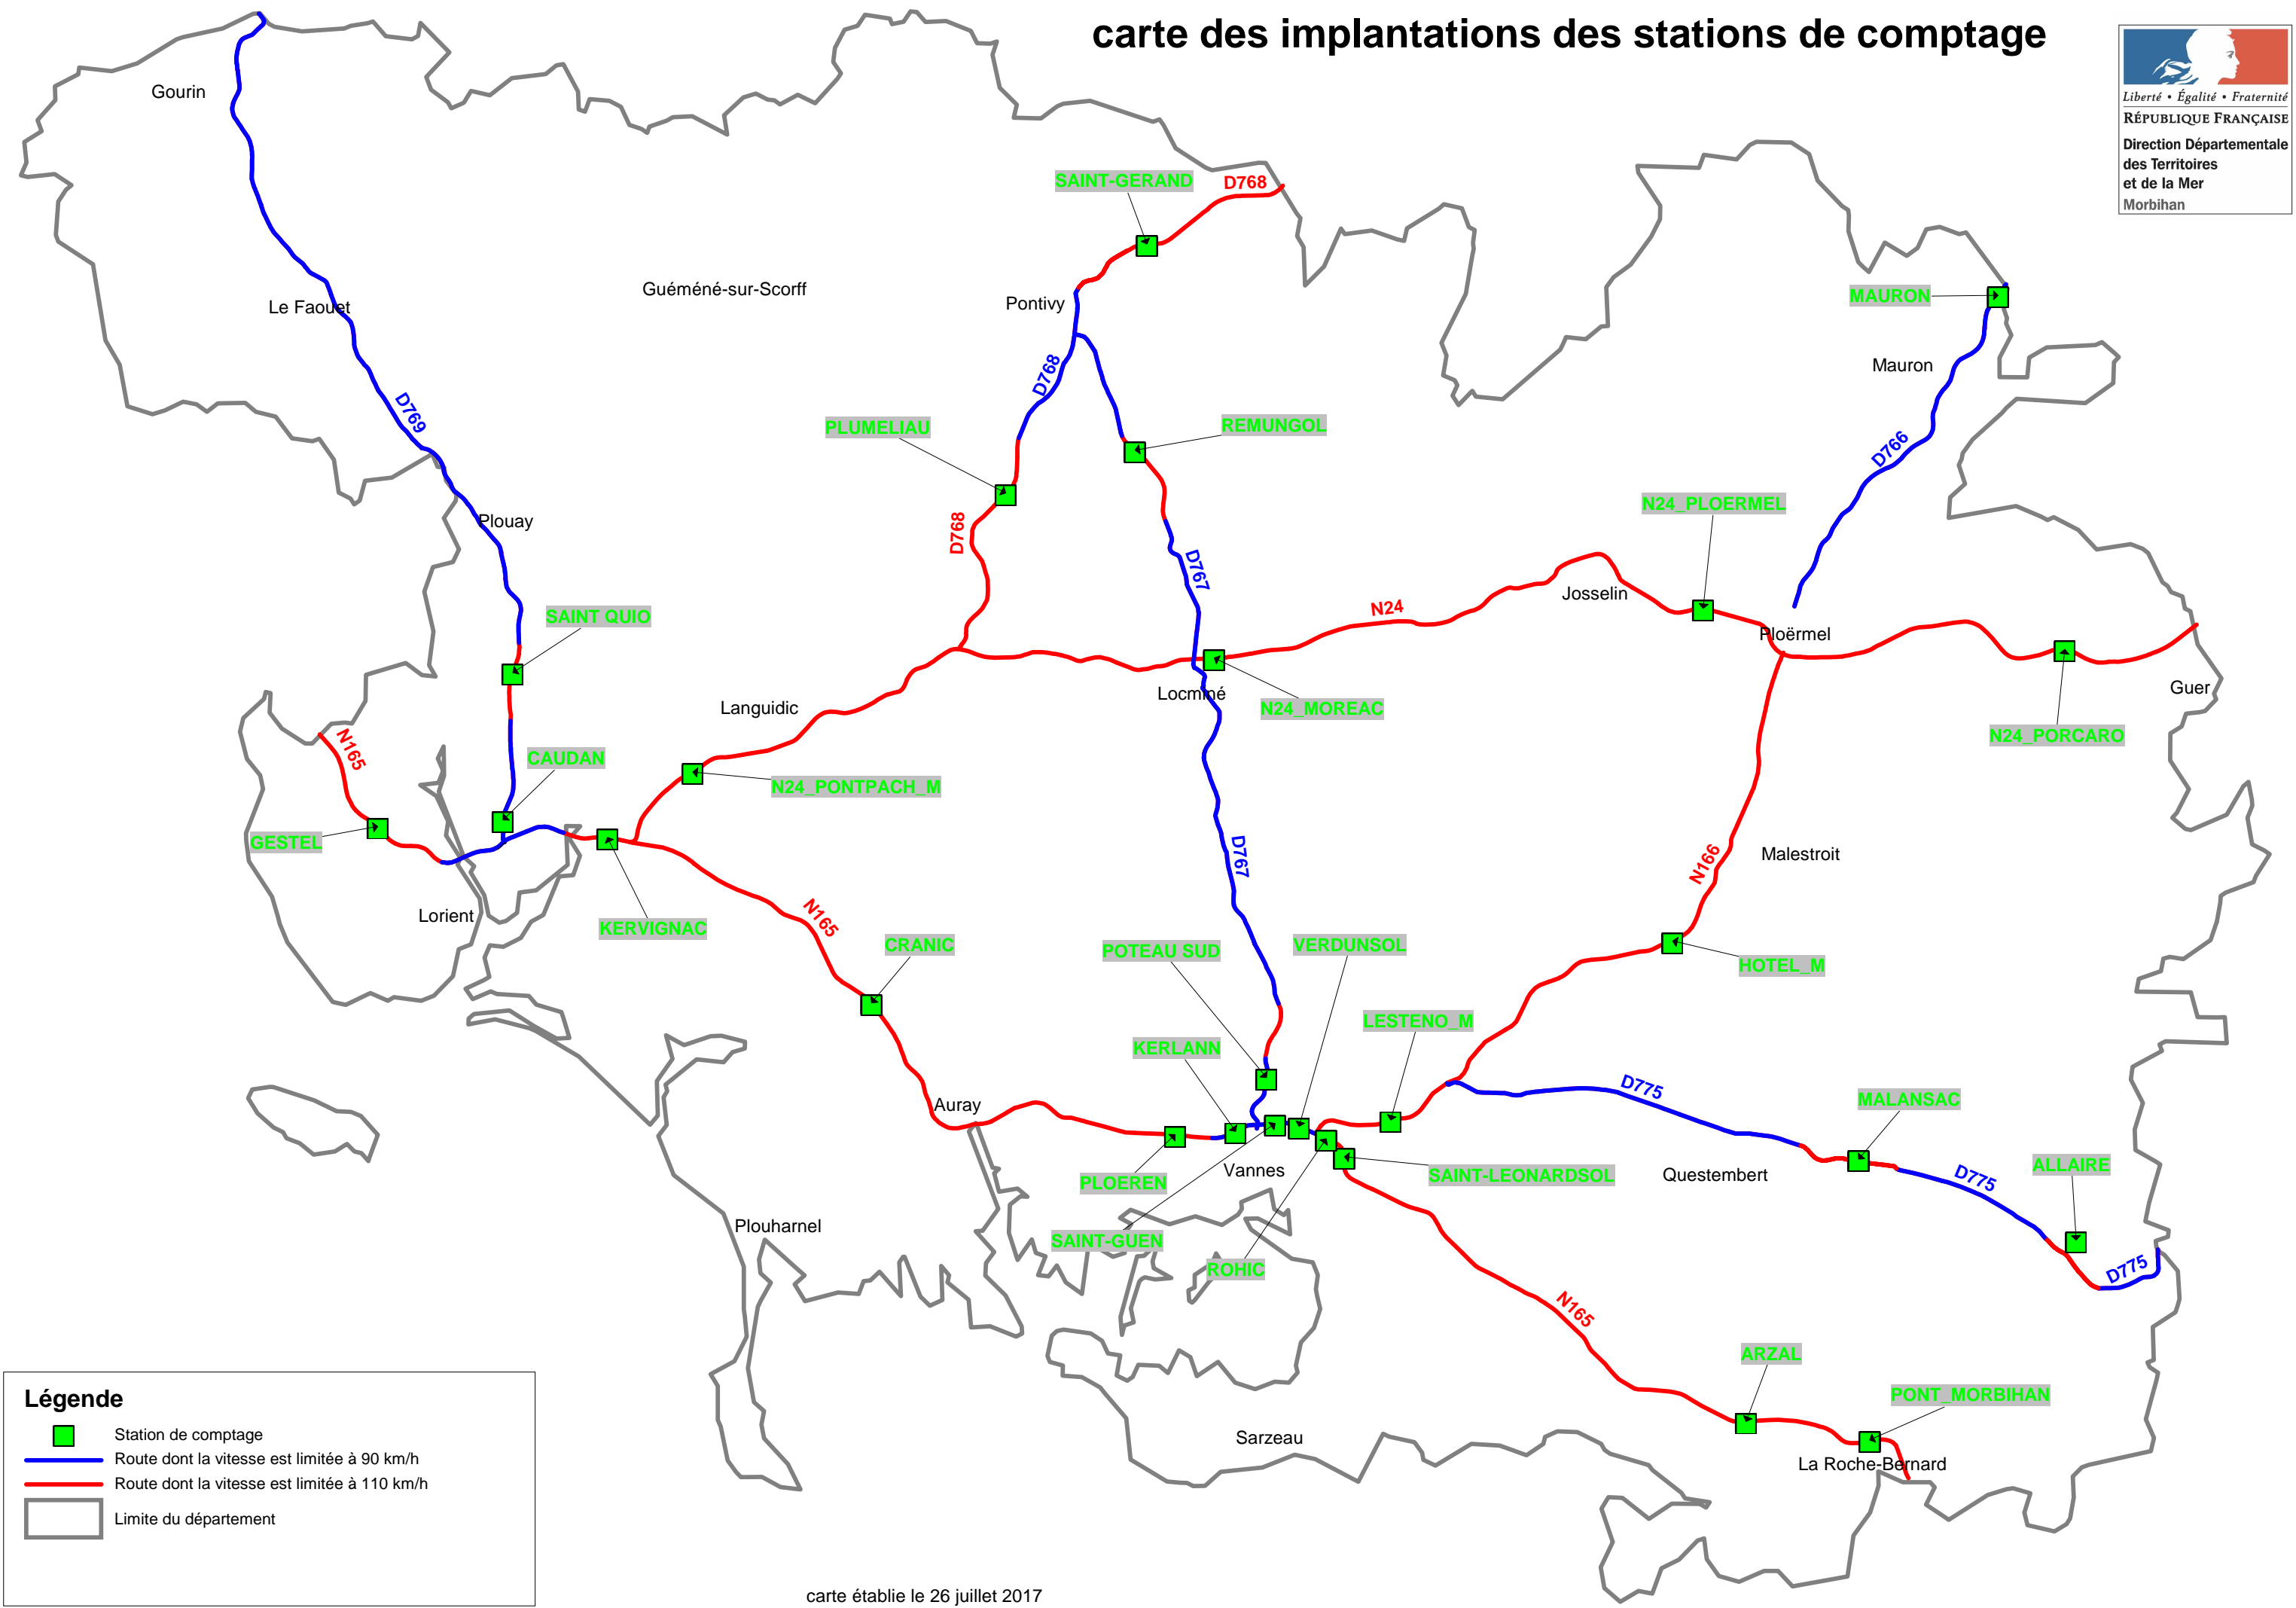 carte des implantations des stations de comptage
Liberté • Égalité • Fraternité
RÉPUBLIQUE FRANÇAISE
Direction Départementale
des Territoires
et de la Mer
Morbihan
Gourin
SAINT-GERAND
D768
Guéméné-sur-Scorff
Le Faouet
Pontivy
MAURON
Mauron
D768
D769
PLUMELIAU
REMUNGOL
D766
N24_PLOERMEL
Plouay
D768
D767
Josselin
N24
SAINT QUIO
Ploërmel
Guer
Locminé
Languidic
N24_MOREAC
N24_PORCARO
N165
CAUDAN
N24_PONTPACH_M
GESTEL
D767
N166
Malestroit
Lorient
KERVIGNAC
N165
CRANIC
POTEAU SUD
VERDUNSOL
HOTEL_M
LESTENO_M
KERLANN
D775
MALANSAC
Auray
ALLAIRE
Vannes
SAINT-LEONARDSOL
Questembert
PLOEREN
D775
Plouharnel
SAINT-GUEN
ROHIC
D775
N165
ARZAL
PONT_MORBIHAN
Sarzeau
La Roche-Bernard
Légende
Station de comptage
Route dont la vitesse est limitée à 90 km/h
Route dont la vitesse est limitée à 110 km/h
Limite du département
carte établie le 26 juillet 2017